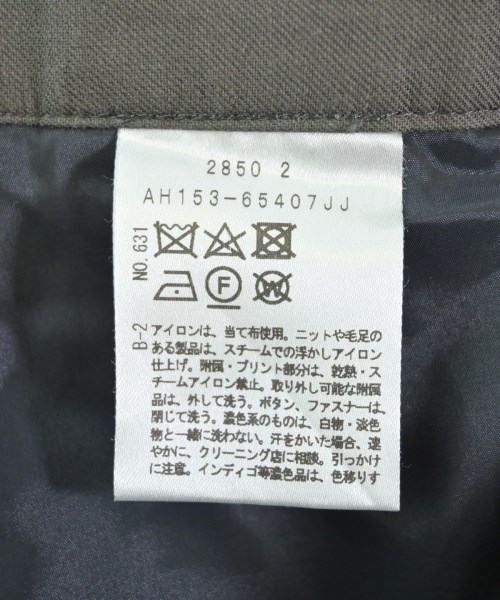 2850 2
AH153-65407JJ
NO.631
F
W
B-2
アイロンは、当て布使用。ニットや毛足の
ある製品は、スチームでの浮かしアイロン
仕上げ。附属・プリント部分は、乾熱・ス
チームアイロン禁止。取り外し可能な附属
品は、外して洗う。ボタン、ファスナーは、
閉じて洗う。濃色系のものは、白物・淡色
物と一緒に洗わない。汗をかいた場合、速
やかに、クリーニング店に相談。引っかけ
に注意。インディゴ等濃色品は、色移りす